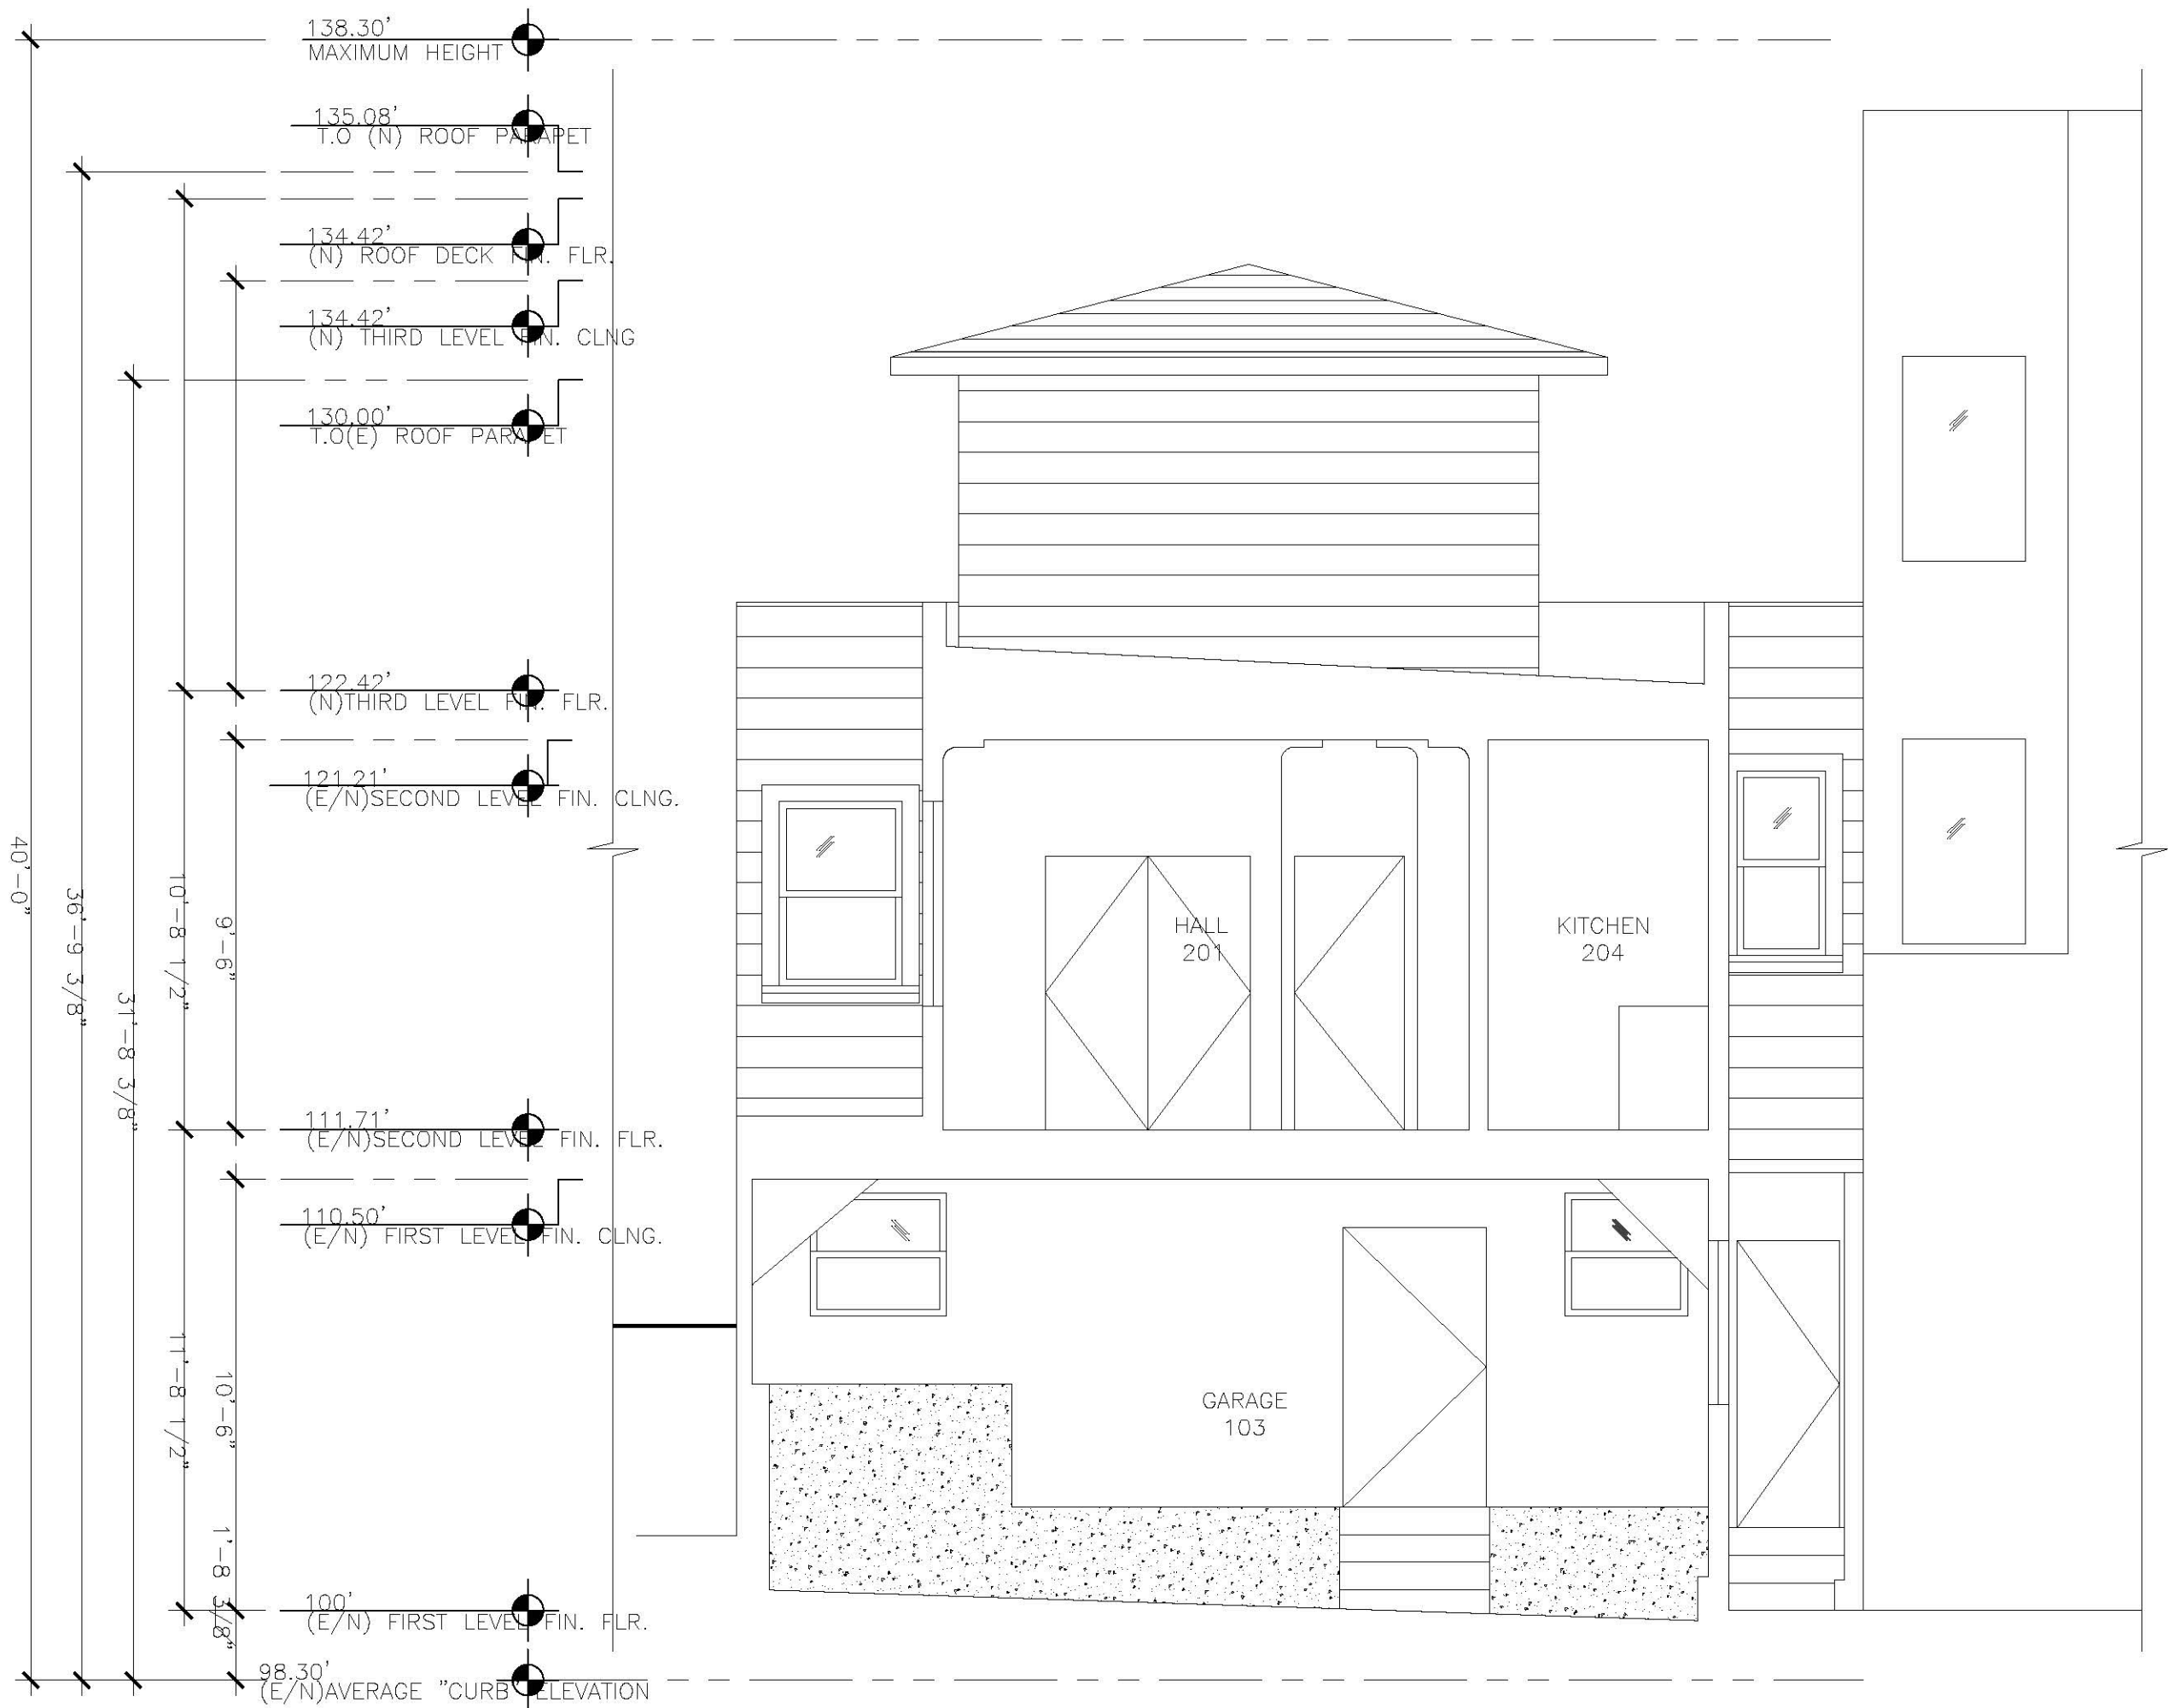 138.30'
MAXIMUM HEIGHT
135.08'
T.O (N) ROOF PARAPET
134.42'
(N) ROOF DECK FIN. FLR.
134.42'
(N) THIRD LEVEL FIN. CLNG
130.00'
T.O(E) ROOF PARAPET
122.42'
(N)THIRD LEVEL FIN. FLR.
121.21'
(E/N)SECOND LEVEL FIN. CLNG.
40'-0"
36'-9 3/8"
31'-8 3/8"
10'-8 1/2"
9'-6"
HALL
201
KITCHEN
204
111.71'
(E/N)SECOND LEVEL FIN. FLR.
110.50'
(E/N) FIRST LEVEL FIN. CLNG.
11'-8 1/2"
10'-6"
GARAGE
103
1'-8 3/8"
100'
(E/N) FIRST LEVEL FIN. FLR.
98.30'
(E/N)AVERAGE "CURB" ELEVATION